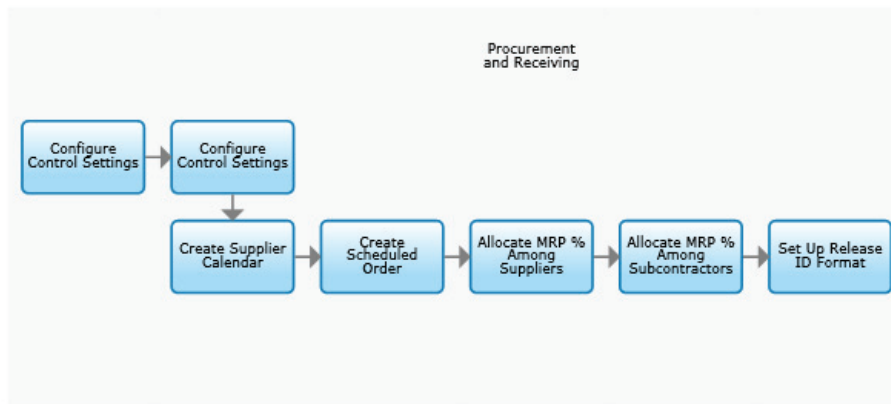 Procurement
and Receiving
Configure
Control Settings
Configure
Control Settings
Create Supplier
Calendar
Create
Scheduled
Order
Allocate MRP %
Among
Suppliers
Allocate MRP %
Among
Subcontractors
Set Up Release
ID Format